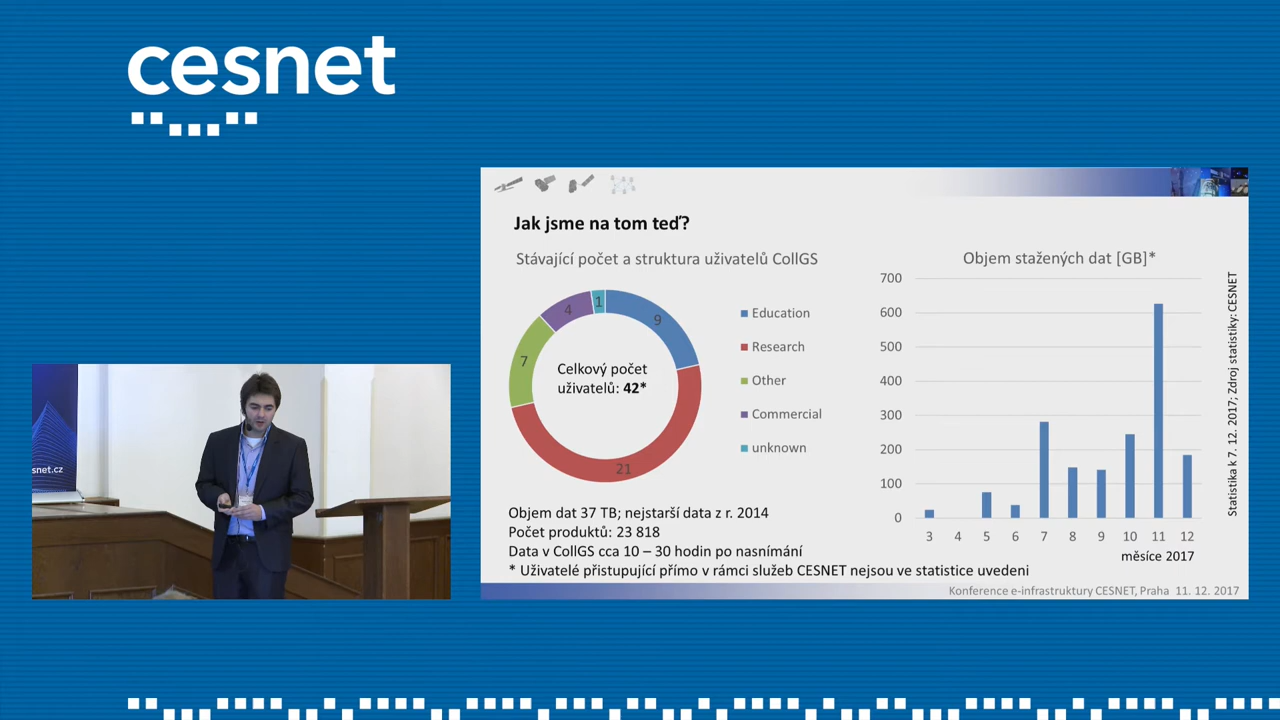 cesnet
Jak jsme na tom teď?
Stávající počet a struktura uživatelů CollGS
1
9
4
7
21
Celkový počet
uživatelů: 42*
Education
Research
Other
Commercial
unknown
Objem stažených dat [GB]*
700
600
500
400
300
200
100
0
3 4 5 6 7 8 9 10 11 12
měsíce 2017
Statistika k 7. 12. 2017; Zdroj statistiky: CESNET
Objem dat 37 TB; nejstarší data z r. 2014
Počet produktů: 23 818
Data v CollGS cca 10 – 30 hodin po nasnímání
* Uživatelé přistupující přímo v rámci služeb CESNET nejsou ve statistice uvedeni
Konference e-infrastruktury CESNET, Praha 11. 12. 2017
snet.cz